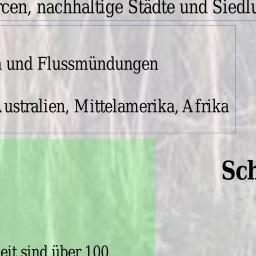 rcen, nachhaltige Städte und Siedlu
und Flussmündungen
Australien, Mittelamerika, Afrika
Sch
eit sind über 100